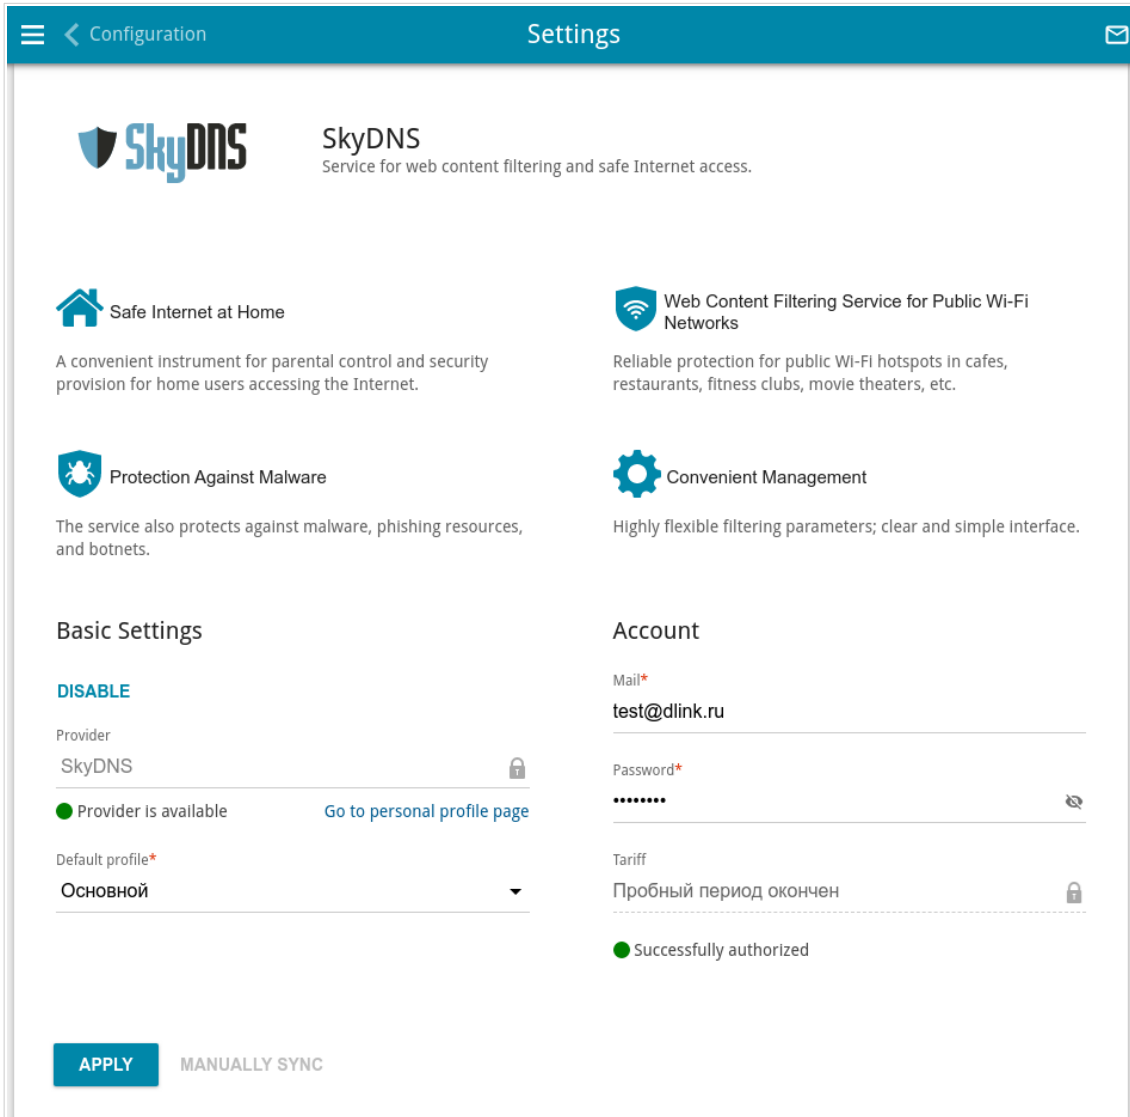 Configuration
Settings
SkyDNS
SkyDNS
Service for web content filtering and safe Internet access.
Safe Internet at Home
A convenient instrument for parental control and security
provision for home users accessing the Internet.
Web Content Filtering Service for Public Wi-Fi
Networks
Reliable protection for public Wi-Fi hotspots in cafes,
restaurants, fitness clubs, movie theaters, etc.
Protection Against Malware
The service also protects against malware, phishing resources,
and botnets.
Convenient Management
Highly flexible filtering parameters; clear and simple interface.
Basic Settings
DISABLE
Provider
SkyDNS
Provider is available
Go to personal profile page
Default profile*
Основной
Account
Mail*
test@dlink.ru
Password*
••••••••
Tariff
Пробный период окончен
Successfully authorized
APPLY
MANUALLY SYNC